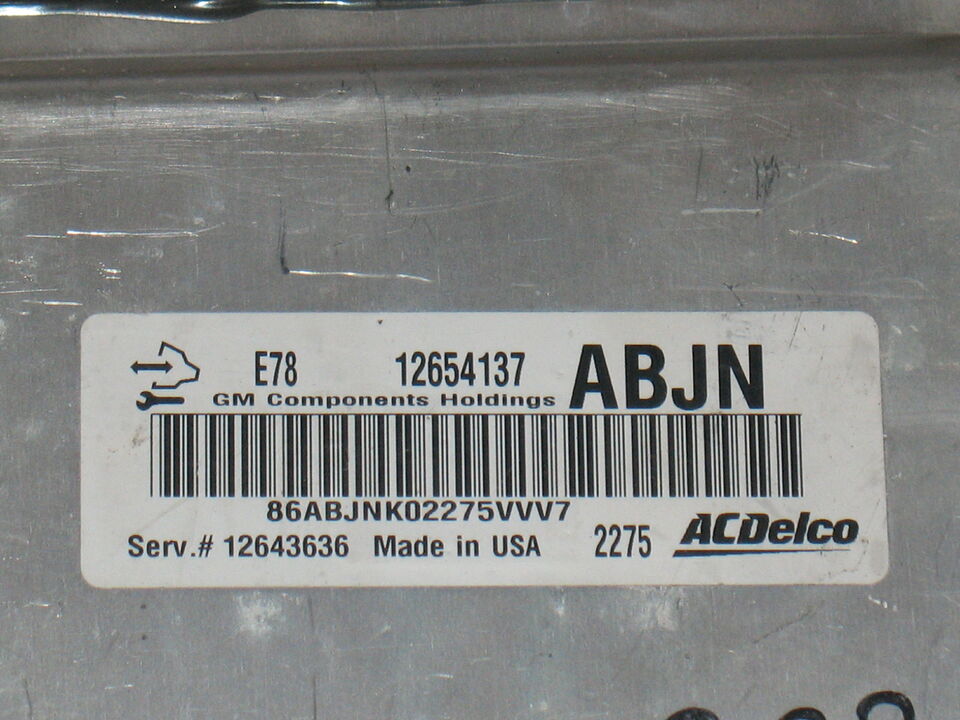 E78 12654137 ABJN
GM Components Holdings
86ABJNK02275VVV7
Serv.# 12643636 Made in USA 2275 ACDelco